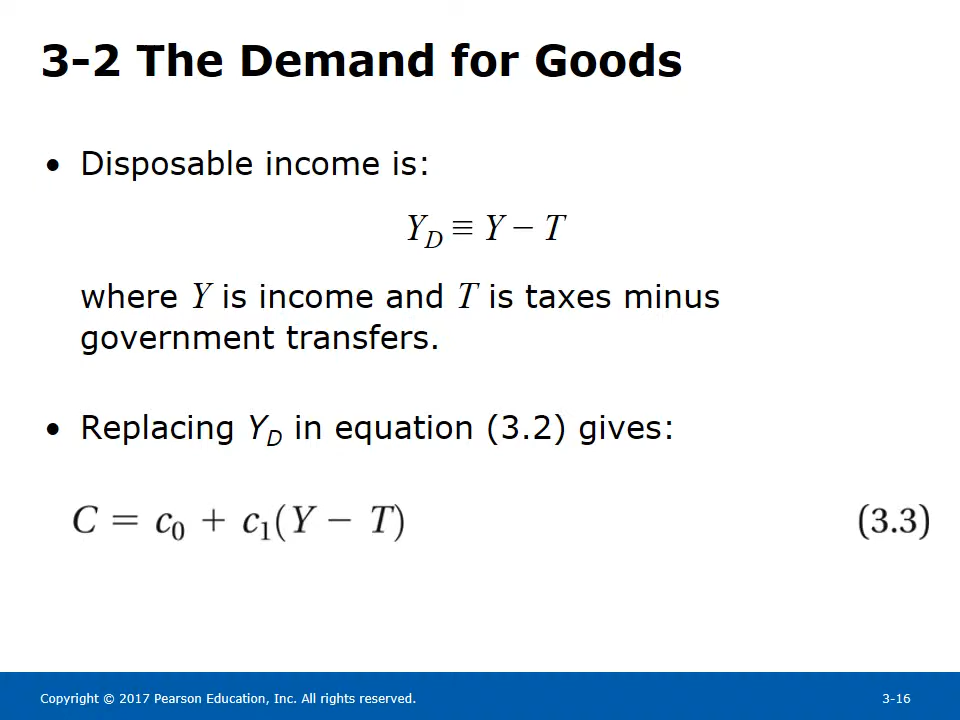 3-2 The Demand for Goods
• Disposable income is:
Y_D ≡ Y − T
where Y is income and T is taxes minus
government transfers.
• Replacing Y_D in equation (3.2) gives:
C = c₀ + c₁(Y − T) (3.3)
Copyright © 2017 Pearson Education, Inc. All rights reserved. 3-16